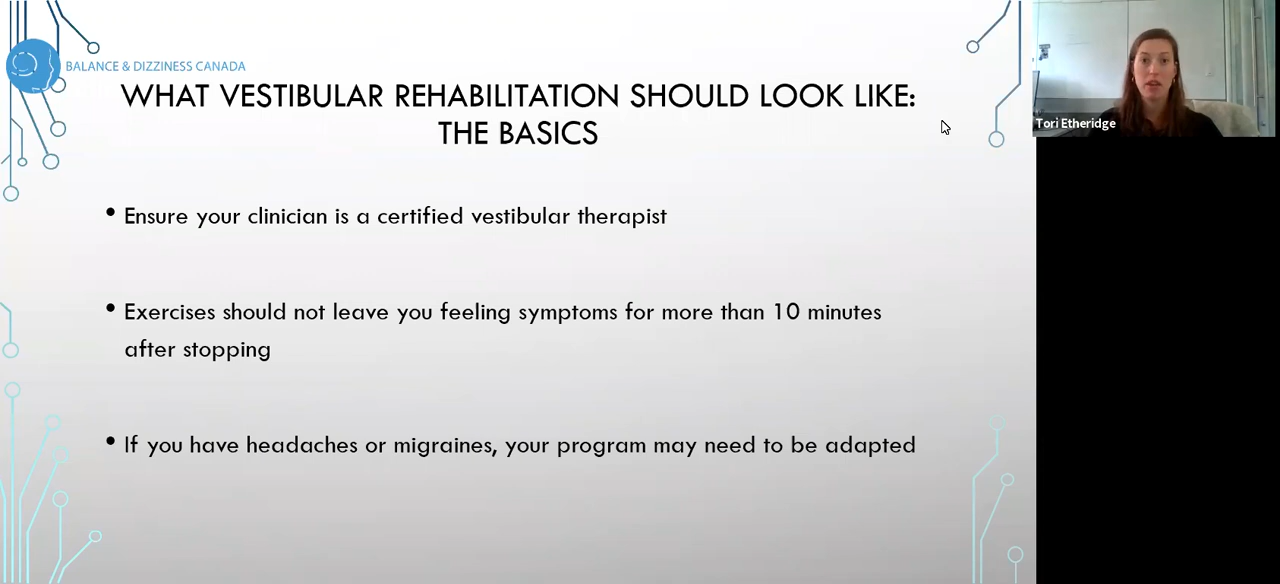 BALANCE & DIZZINESS CANADA
WHAT VESTIBULAR REHABILITATION SHOULD LOOK LIKE:
THE BASICS
Tori Etheridge
• Ensure your clinician is a certified vestibular therapist
• Exercises should not leave you feeling symptoms for more than 10 minutes
after stopping
• If you have headaches or migraines, your program may need to be adapted